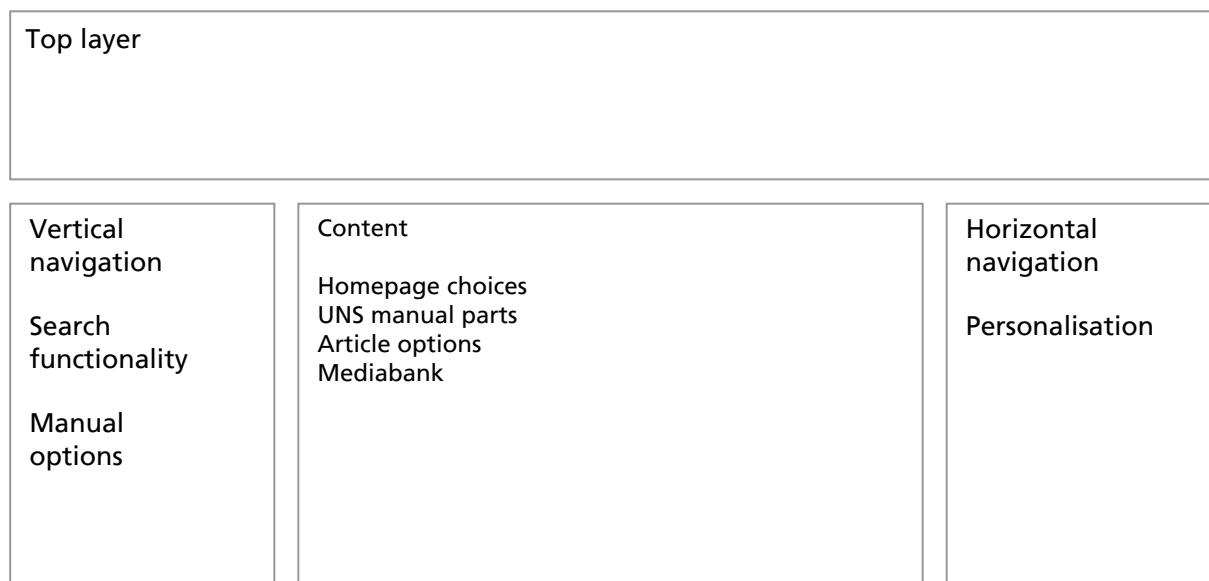 Top layer
Vertical
navigation
Search
functionality
Manual
options
Content
Homepage choices
UNS manual parts
Article options
Mediabank
Horizontal
navigation
Personalisation